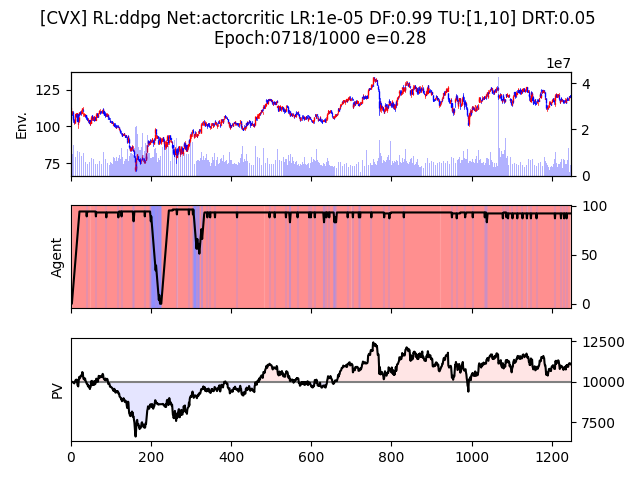 [CVX] RL:ddpg Net:actorcritic LR:1e-05 DF:0.99 TU:[1,10] DRT:0.05
Epoch:0718/1000 e=0.28
1e7
125
100
75
Env.
4
2
0
Agent
100
50
0
PV
12500
10000
7500
0 200 400 600 800 1000 1200